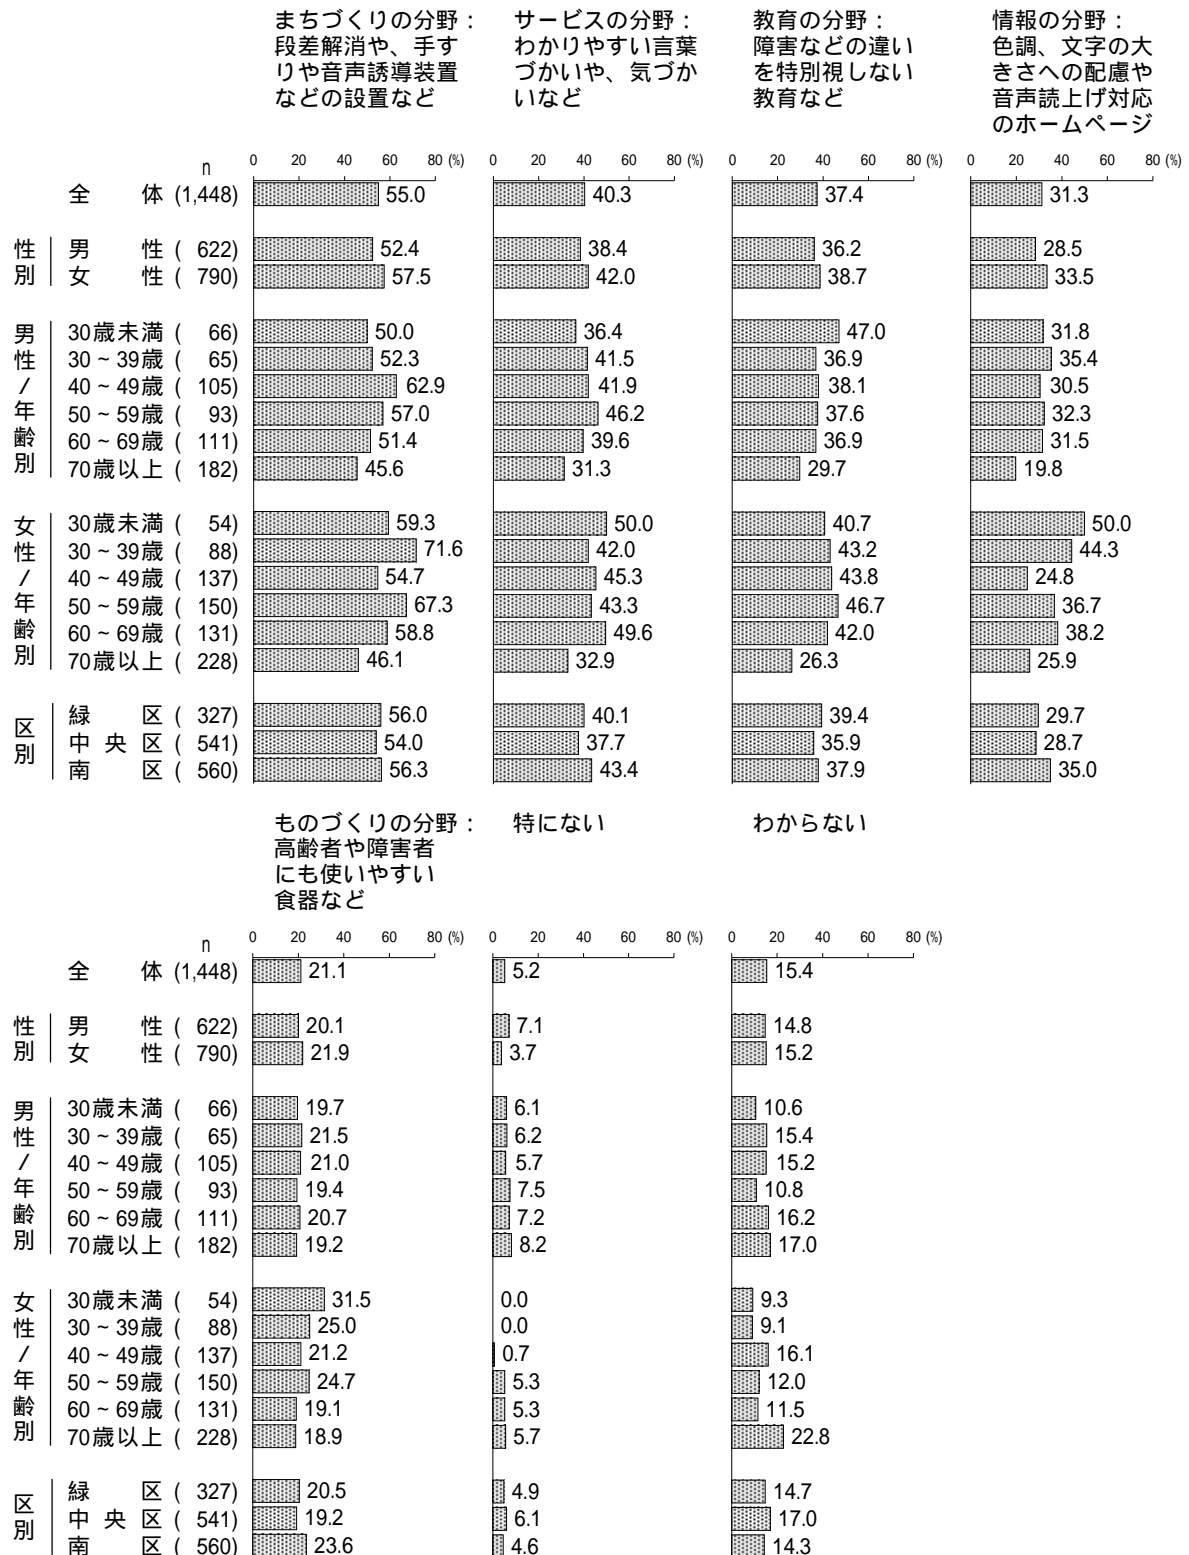 まちづくりの分野：
段差解消や、手す
りや音声誘導装置
などの設置など
サービスの分野：
わかりやすい言葉
づかいや、気づか
いなど
教育の分野：
障害などの違い
を特別視しない
教育など
情報の分野：
色調、文字の大
きさへの配慮や
音声読上げ対応
のホームページ
n 0 20 40 60 80 (%) 0 20 40 60 80 (%) 0 20 40 60 80 (%) 0 20 40 60 80 (%)
全体 (1,448) 55.0 40.3 37.4 31.3
性別
男性 ( 622) 52.4 38.4 36.2 28.5
女性 ( 790) 57.5 42.0 38.7 33.5
男性/年齢別
30歳未満 ( 66) 50.0 36.4 47.0 31.8
30～39歳 ( 65) 52.3 41.5 36.9 35.4
40～49歳 ( 105) 62.9 41.9 38.1 30.5
50～59歳 ( 93) 57.0 46.2 37.6 32.3
60～69歳 ( 111) 51.4 39.6 36.9 31.5
70歳以上 ( 182) 45.6 31.3 29.7 19.8
女性/年齢別
30歳未満 ( 54) 59.3 50.0 40.7 50.0
30～39歳 ( 88) 71.6 42.0 43.2 44.3
40～49歳 ( 137) 54.7 45.3 43.8 24.8
50～59歳 ( 150) 67.3 43.3 46.7 36.7
60～69歳 ( 131) 58.8 49.6 42.0 38.2
70歳以上 ( 228) 46.1 32.9 26.3 25.9
区別
緑区 ( 327) 56.0 40.1 39.4 29.7
中央区 ( 541) 54.0 37.7 35.9 28.7
南区 ( 560) 56.3 43.4 37.9 35.0
ものづくりの分野：
高齢者や障害者
にも使いやすい
食器など
特にない
わからない
n 0 20 40 60 80 (%) 0 20 40 60 80 (%) 0 20 40 60 80 (%)
全体 (1,448) 21.1 5.2 15.4
性別
男性 ( 622) 20.1 7.1 14.8
女性 ( 790) 21.9 3.7 15.2
男性/年齢別
30歳未満 ( 66) 19.7 6.1 10.6
30～39歳 ( 65) 21.5 6.2 15.4
40～49歳 ( 105) 21.0 5.7 15.2
50～59歳 ( 93) 19.4 7.5 10.8
60～69歳 ( 111) 20.7 7.2 16.2
70歳以上 ( 182) 19.2 8.2 17.0
女性/年齢別
30歳未満 ( 54) 31.5 0.0 9.3
30～39歳 ( 88) 25.0 0.0 9.1
40～49歳 ( 137) 21.2 0.7 16.1
50～59歳 ( 150) 24.7 5.3 12.0
60～69歳 ( 131) 19.1 5.3 11.5
70歳以上 ( 228) 18.9 5.7 22.8
区別
緑区 ( 327) 20.5 4.9 14.7
中央区 ( 541) 19.2 6.1 17.0
南区 ( 560) 23.6 4.6 14.3